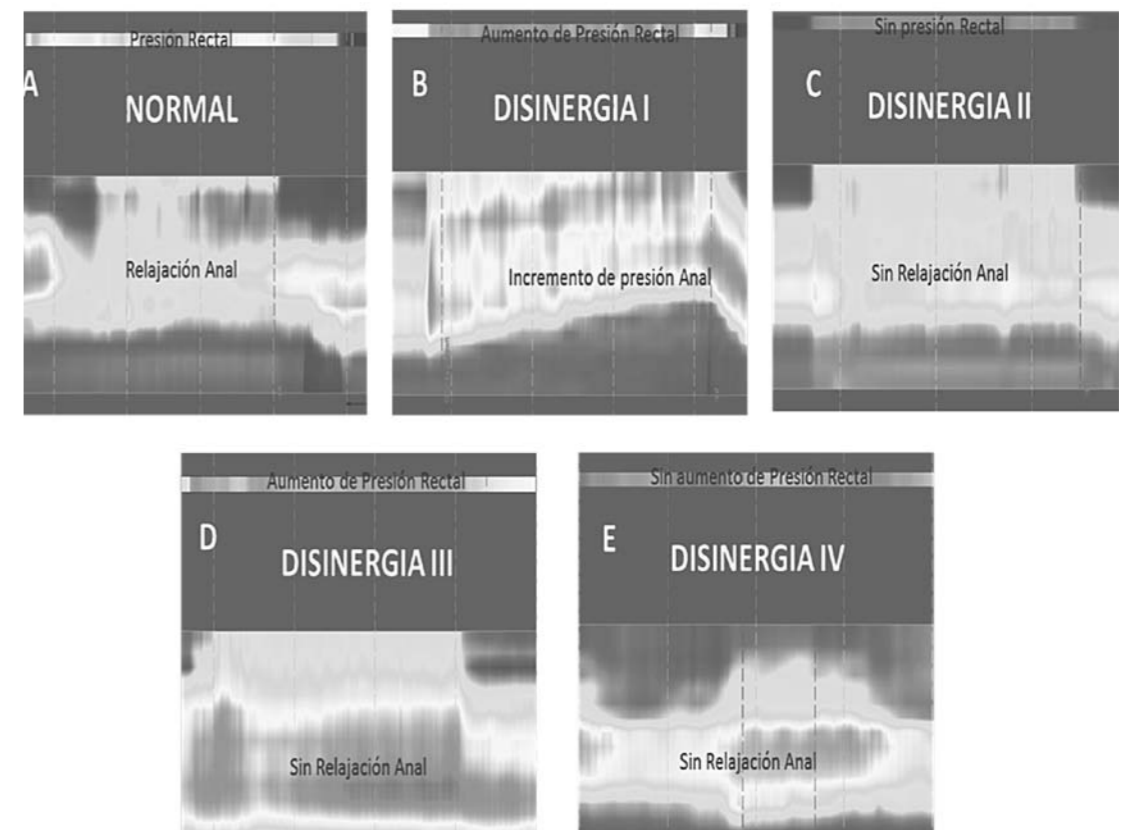 Presión Rectal
A
NORMAL
Relajación Anal
Aumento de Presión Rectal
B
DISINERGIA I
Incremento de presión Anal
Sin presión Rectal
C
DISINERGIA II
Sin Relajación Anal
Aumento de Presión Rectal
D
DISINERGIA III
Sin Relajación Anal
Sin aumento de Presión Rectal
E
DISINERGIA IV
Sin Relajación Anal